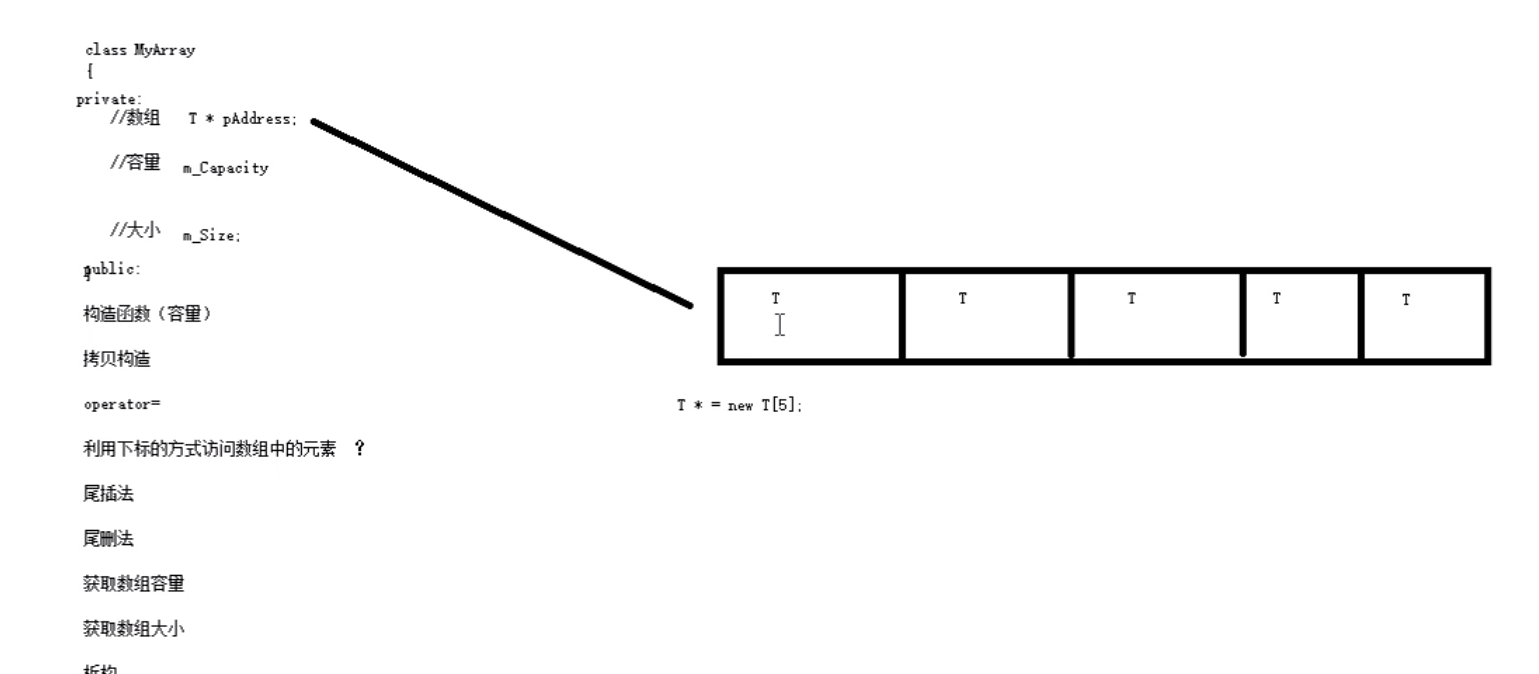 class MyArray
{
private:
//数组 T * pAddress;
//容量 m_Capacity
//大小 m_Size;
public:
构造函数（容量）
拷贝构造
operator=
利用下标的方式访问数组中的元素 ？
尾插法
尾删法
获取数组容量
获取数组大小
析构
T T T T T
T * = new T[5];